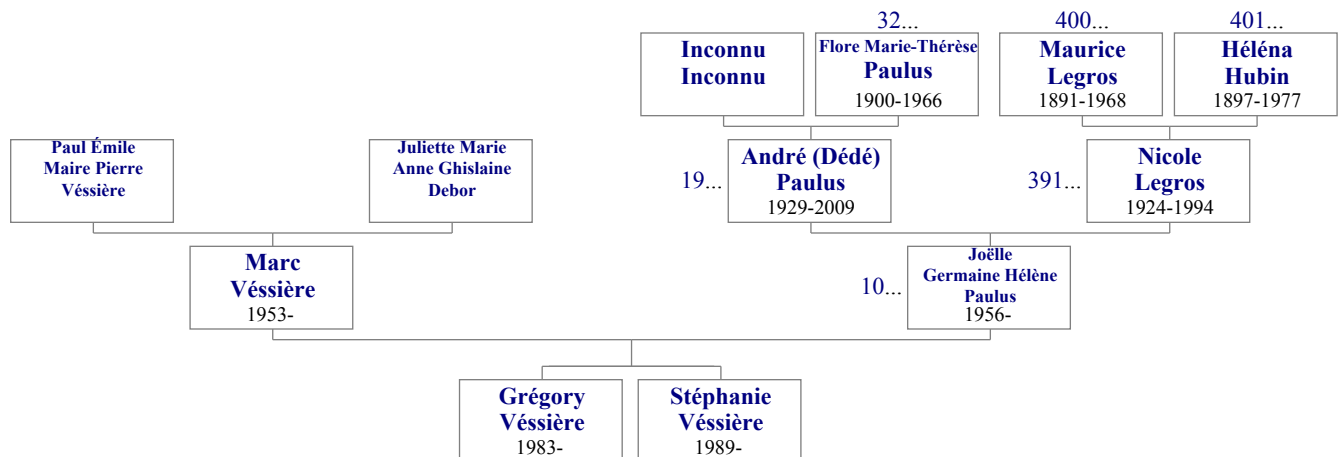 32...
400...
401...
Inconnu
Inconnu
Flore Marie-Thérèse
Paulus
1900-1966
Maurice
Legros
1891-1968
Héléna
Hubin
1897-1977
Paul Émile
Maire Pierre
Véssière
Juliette Marie
Anne Ghislaine
Debor
19...
André (Dédé)
Paulus
1929-2009
391...
Nicole
Legros
1924-1994
Marc
Véssière
1953-
10...
Joëlle
Germaine Hélène
Paulus
1956-
Grégory
Véssière
1983-
Stéphanie
Véssière
1989-